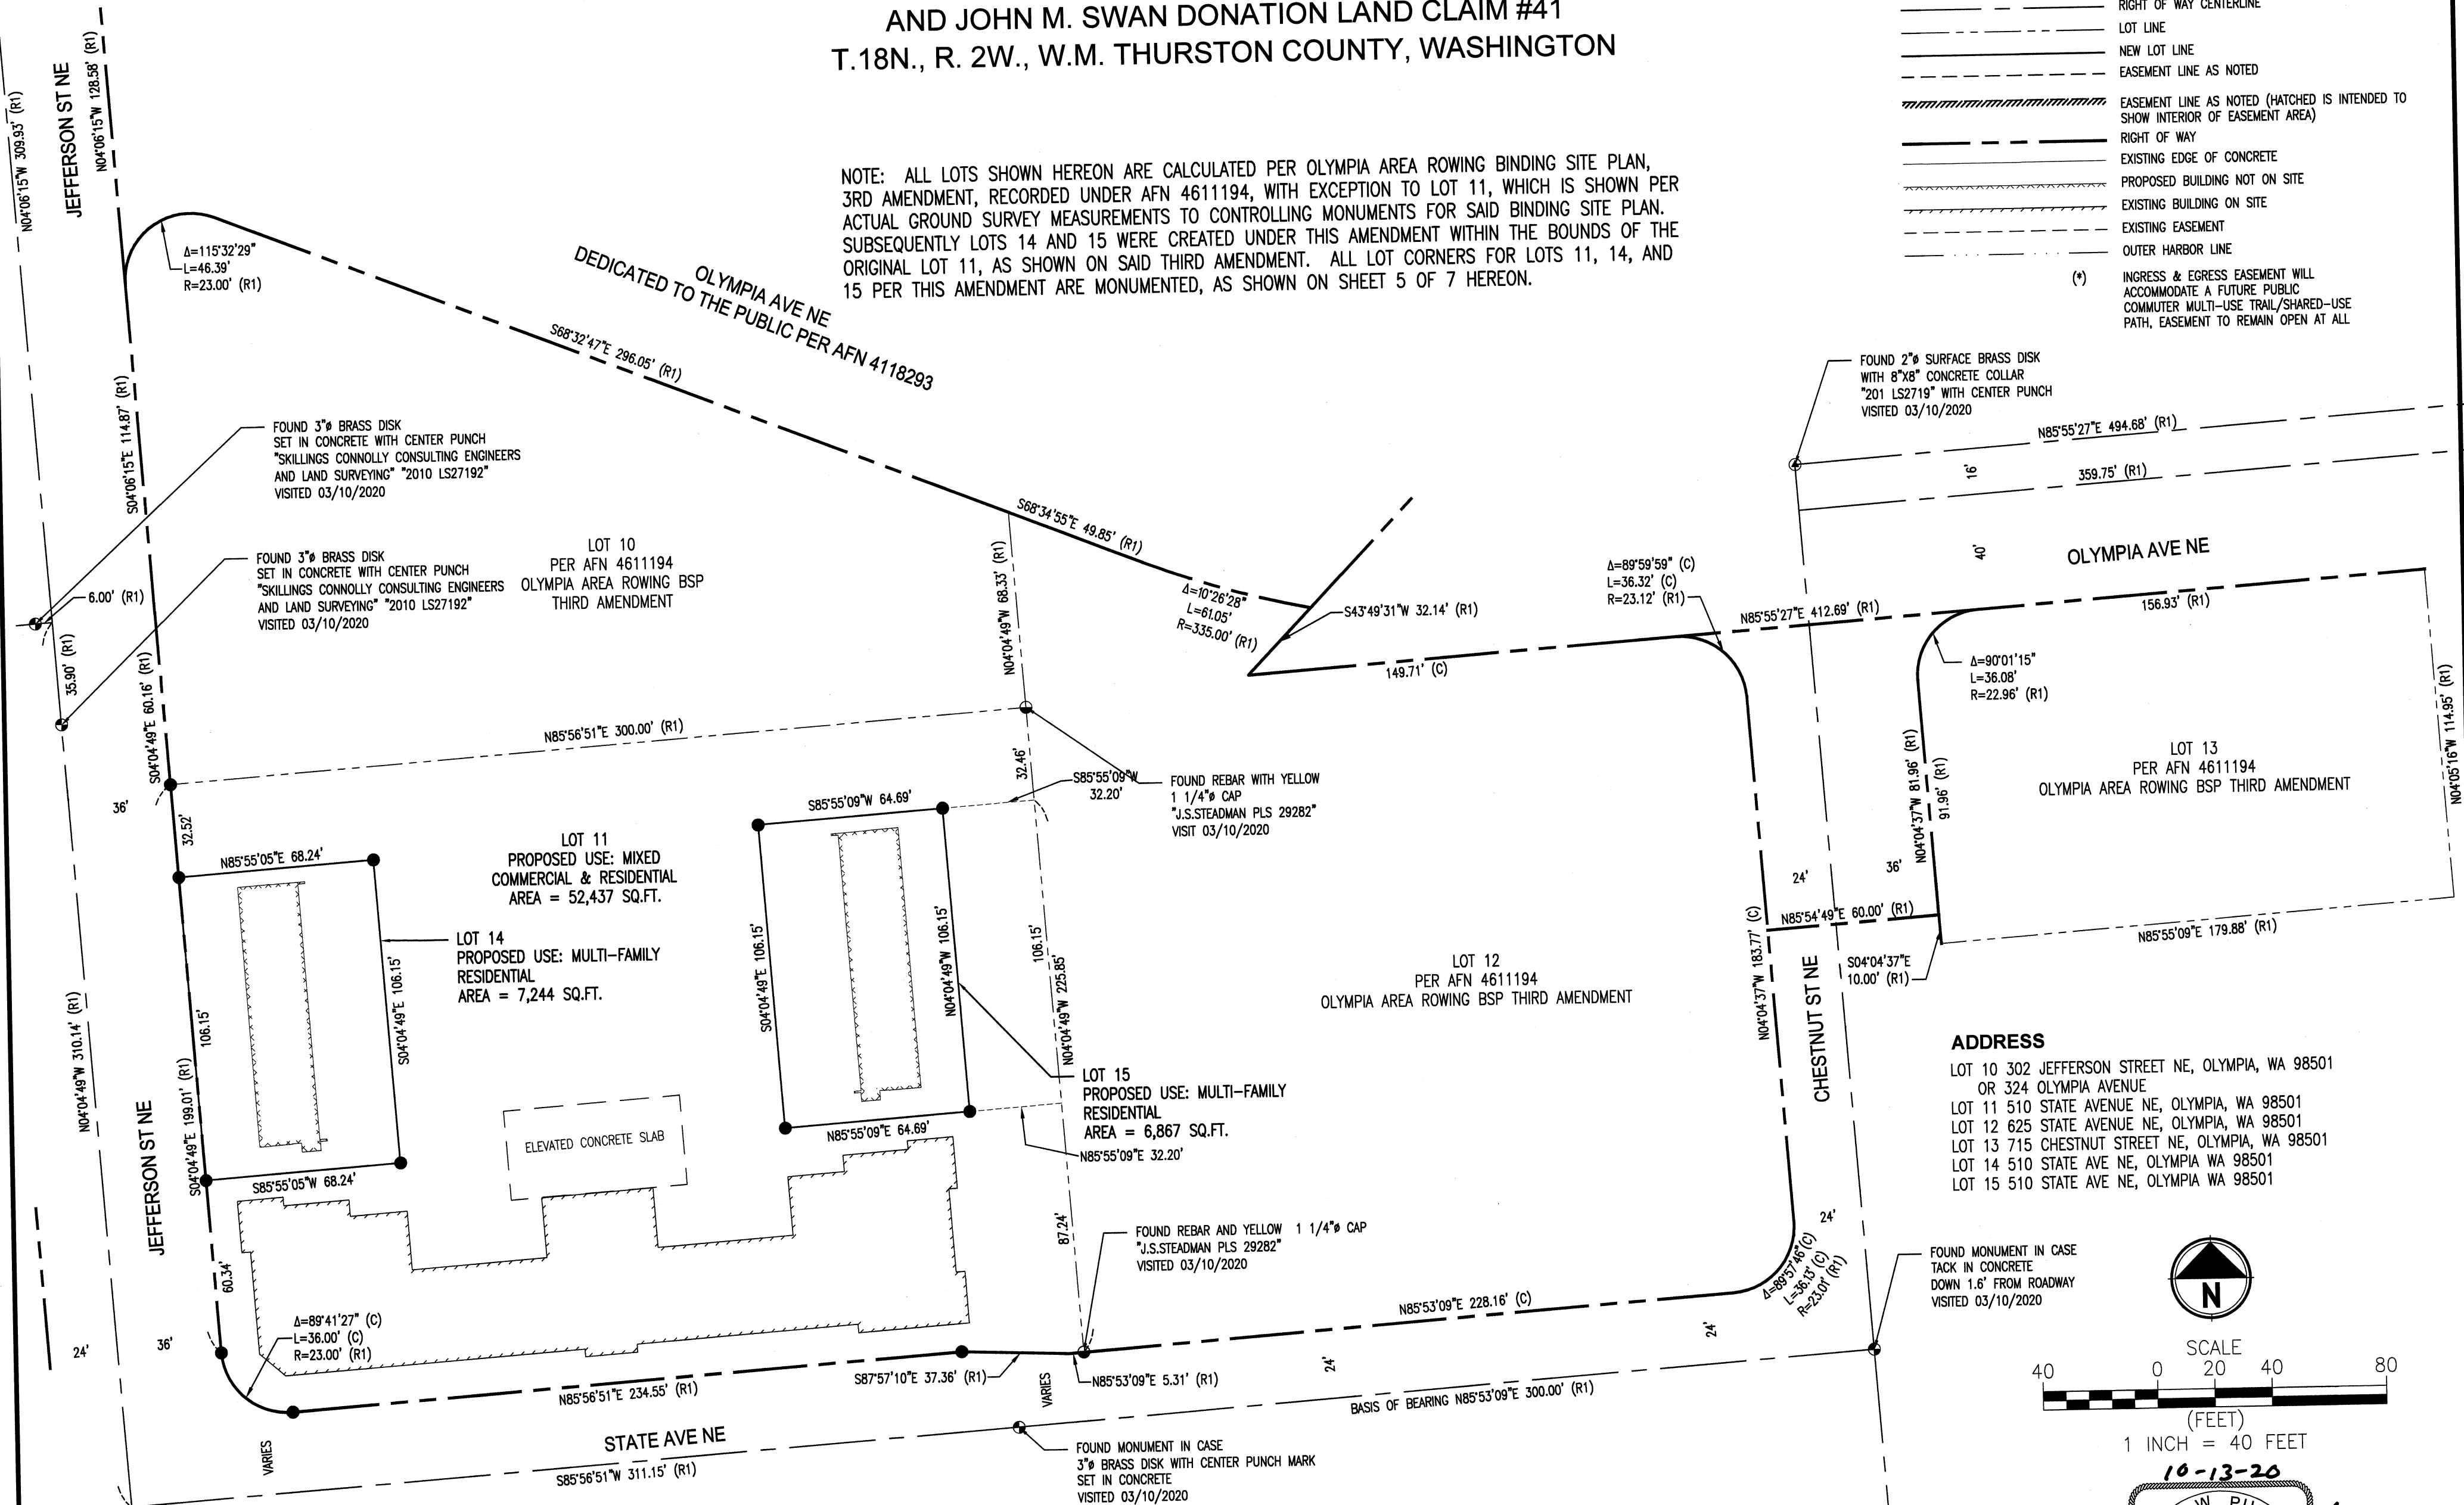 AND JOHN M. SWAN DONATION LAND CLAIM #41
T.18N., R. 2W., W.M. THURSTON COUNTY, WASHINGTON
RIGHT OF WAY CENTERLINE
LOT LINE
NEW LOT LINE
EASEMENT LINE AS NOTED
EASEMENT LINE AS NOTED (HATCHED IS INTENDED TO
SHOW INTERIOR OF EASEMENT AREA)
RIGHT OF WAY
EXISTING EDGE OF CONCRETE
PROPOSED BUILDING NOT ON SITE
EXISTING BUILDING ON SITE
EXISTING EASEMENT
OUTER HARBOR LINE
(*) INGRESS & EGRESS EASEMENT WILL
ACCOMMODATE A FUTURE PUBLIC
COMMUTER MULTI-USE TRAIL/SHARED-USE
PATH, EASEMENT TO REMAIN OPEN AT ALL
NOTE: ALL LOTS SHOWN HEREON ARE CALCULATED PER OLYMPIA AREA ROWING BINDING SITE PLAN,
3RD AMENDMENT, RECORDED UNDER AFN 4611194, WITH EXCEPTION TO LOT 11, WHICH IS SHOWN PER
ACTUAL GROUND SURVEY MEASUREMENTS TO CONTROLLING MONUMENTS FOR SAID BINDING SITE PLAN.
SUBSEQUENTLY LOTS 14 AND 15 WERE CREATED UNDER THIS AMENDMENT WITHIN THE BOUNDS OF THE
ORIGINAL LOT 11, AS SHOWN ON SAID THIRD AMENDMENT. ALL LOT CORNERS FOR LOTS 11, 14, AND
15 PER THIS AMENDMENT ARE MONUMENTED, AS SHOWN ON SHEET 5 OF 7 HEREON.
N04°06'15"W 309.93' (R1)
JEFFERSON ST NE
N04°06'15"W 128.58' (R1)
Δ=115°32'29"
L=46.39'
R=23.00' (R1)
OLYMPIA AVE NE
DEDICATED TO THE PUBLIC PER AFN 4118293
S68°32'47"E 296.05' (R1)
S04°06'15"E 114.87' (R1)
FOUND 3"ø BRASS DISK
SET IN CONCRETE WITH CENTER PUNCH
"SKILLINGS CONNOLLY CONSULTING ENGINEERS
AND LAND SURVEYING" "2010 LS27192"
VISITED 03/10/2020
FOUND 3"ø BRASS DISK
SET IN CONCRETE WITH CENTER PUNCH
"SKILLINGS CONNOLLY CONSULTING ENGINEERS
AND LAND SURVEYING" "2010 LS27192"
VISITED 03/10/2020
6.00' (R1)
35.90' (R1)
S04°04'49"E 60.16' (R1)
LOT 10
PER AFN 4611194
OLYMPIA AREA ROWING BSP
THIRD AMENDMENT
S68°34'55"E 49.85' (R1)
N04°04'49"W 68.33' (R1)
Δ=10°26'28"
L=61.05'
R=335.00' (R1)
S43°49'31"W 32.14' (R1)
149.71' (C)
Δ=89°59'59" (C)
L=36.32' (C)
R=23.12' (R1)
FOUND 2"ø SURFACE BRASS DISK
WITH 8"X8" CONCRETE COLLAR
"201 LS2719" WITH CENTER PUNCH
VISITED 03/10/2020
N85°55'27"E 494.68' (R1)
16'
359.75' (R1)
40'
OLYMPIA AVE NE
N85°55'27"E 412.69' (R1)
156.93' (R1)
Δ=90°01'15"
L=36.08'
R=22.96' (R1)
N04°05'16"W 114.95' (R1)
LOT 13
PER AFN 4611194
OLYMPIA AREA ROWING BSP THIRD AMENDMENT
N04°04'37"W 81.96' (R1)
91.96' (R1)
24'
36'
N85°54'49"E 60.00' (R1)
N85°55'09"E 179.88' (R1)
S04°04'37"E
10.00' (R1)
N85°56'51"E 300.00' (R1)
36'
32.52'
32.46'
S85°55'09"W
32.20'
FOUND REBAR WITH YELLOW
1 1/4"ø CAP
"J.S.STEADMAN PLS 29282"
VISIT 03/10/2020
N85°55'05"E 68.24'
LOT 11
PROPOSED USE: MIXED
COMMERCIAL & RESIDENTIAL
AREA = 52,437 SQ.FT.
S85°55'09"W 64.69'
LOT 14
PROPOSED USE: MULTI-FAMILY
RESIDENTIAL
AREA = 7,244 SQ.FT.
S04°04'49"E 106.15'
S04°04'49"E 106.15'
N04°04'49"W 106.15'
106.15'
N04°04'49"W 225.85'
LOT 12
PER AFN 4611194
OLYMPIA AREA ROWING BSP THIRD AMENDMENT
N04°04'37"W 183.77' (C)
CHESTNUT ST NE
N04°04'49"W 310.14' (R1)
106.15'
S04°04'49"E 199.01' (R1)
JEFFERSON ST NE
S85°55'05"W 68.24'
ELEVATED CONCRETE SLAB
N85°55'09"E 64.69'
LOT 15
PROPOSED USE: MULTI-FAMILY
RESIDENTIAL
AREA = 6,867 SQ.FT.
N85°55'09"E 32.20'
87.24'
FOUND REBAR AND YELLOW 1 1/4"ø CAP
"J.S.STEADMAN PLS 29282"
VISITED 03/10/2020
60.34'
24'
36'
Δ=89°41'27" (C)
L=36.00' (C)
R=23.00' (R1)
N85°56'51"E 234.55' (R1)
S87°57'10"E 37.36' (R1)
N85°53'09"E 5.31' (R1)
VARIES
VARIES
24'
N85°53'09"E 228.16' (C)
Δ=89°57'46" (C)
L=36.13' (C)
R=23.01' (R1)
24'
24'
BASIS OF BEARING N85°53'09"E 300.00' (R1)
STATE AVE NE
S85°56'51"W 311.15' (R1)
FOUND MONUMENT IN CASE
3"ø BRASS DISK WITH CENTER PUNCH MARK
SET IN CONCRETE
VISITED 03/10/2020
ADDRESS
LOT 10 302 JEFFERSON STREET NE, OLYMPIA, WA 98501
OR 324 OLYMPIA AVENUE
LOT 11 510 STATE AVENUE NE, OLYMPIA, WA 98501
LOT 12 625 STATE AVENUE NE, OLYMPIA, WA 98501
LOT 13 715 CHESTNUT STREET NE, OLYMPIA, WA 98501
LOT 14 510 STATE AVE NE, OLYMPIA WA 98501
LOT 15 510 STATE AVE NE, OLYMPIA WA 98501
FOUND MONUMENT IN CASE
TACK IN CONCRETE
DOWN 1.6' FROM ROADWAY
VISITED 03/10/2020
N
SCALE
40 0 20 40 80
(FEET)
1 INCH = 40 FEET
10-13-20